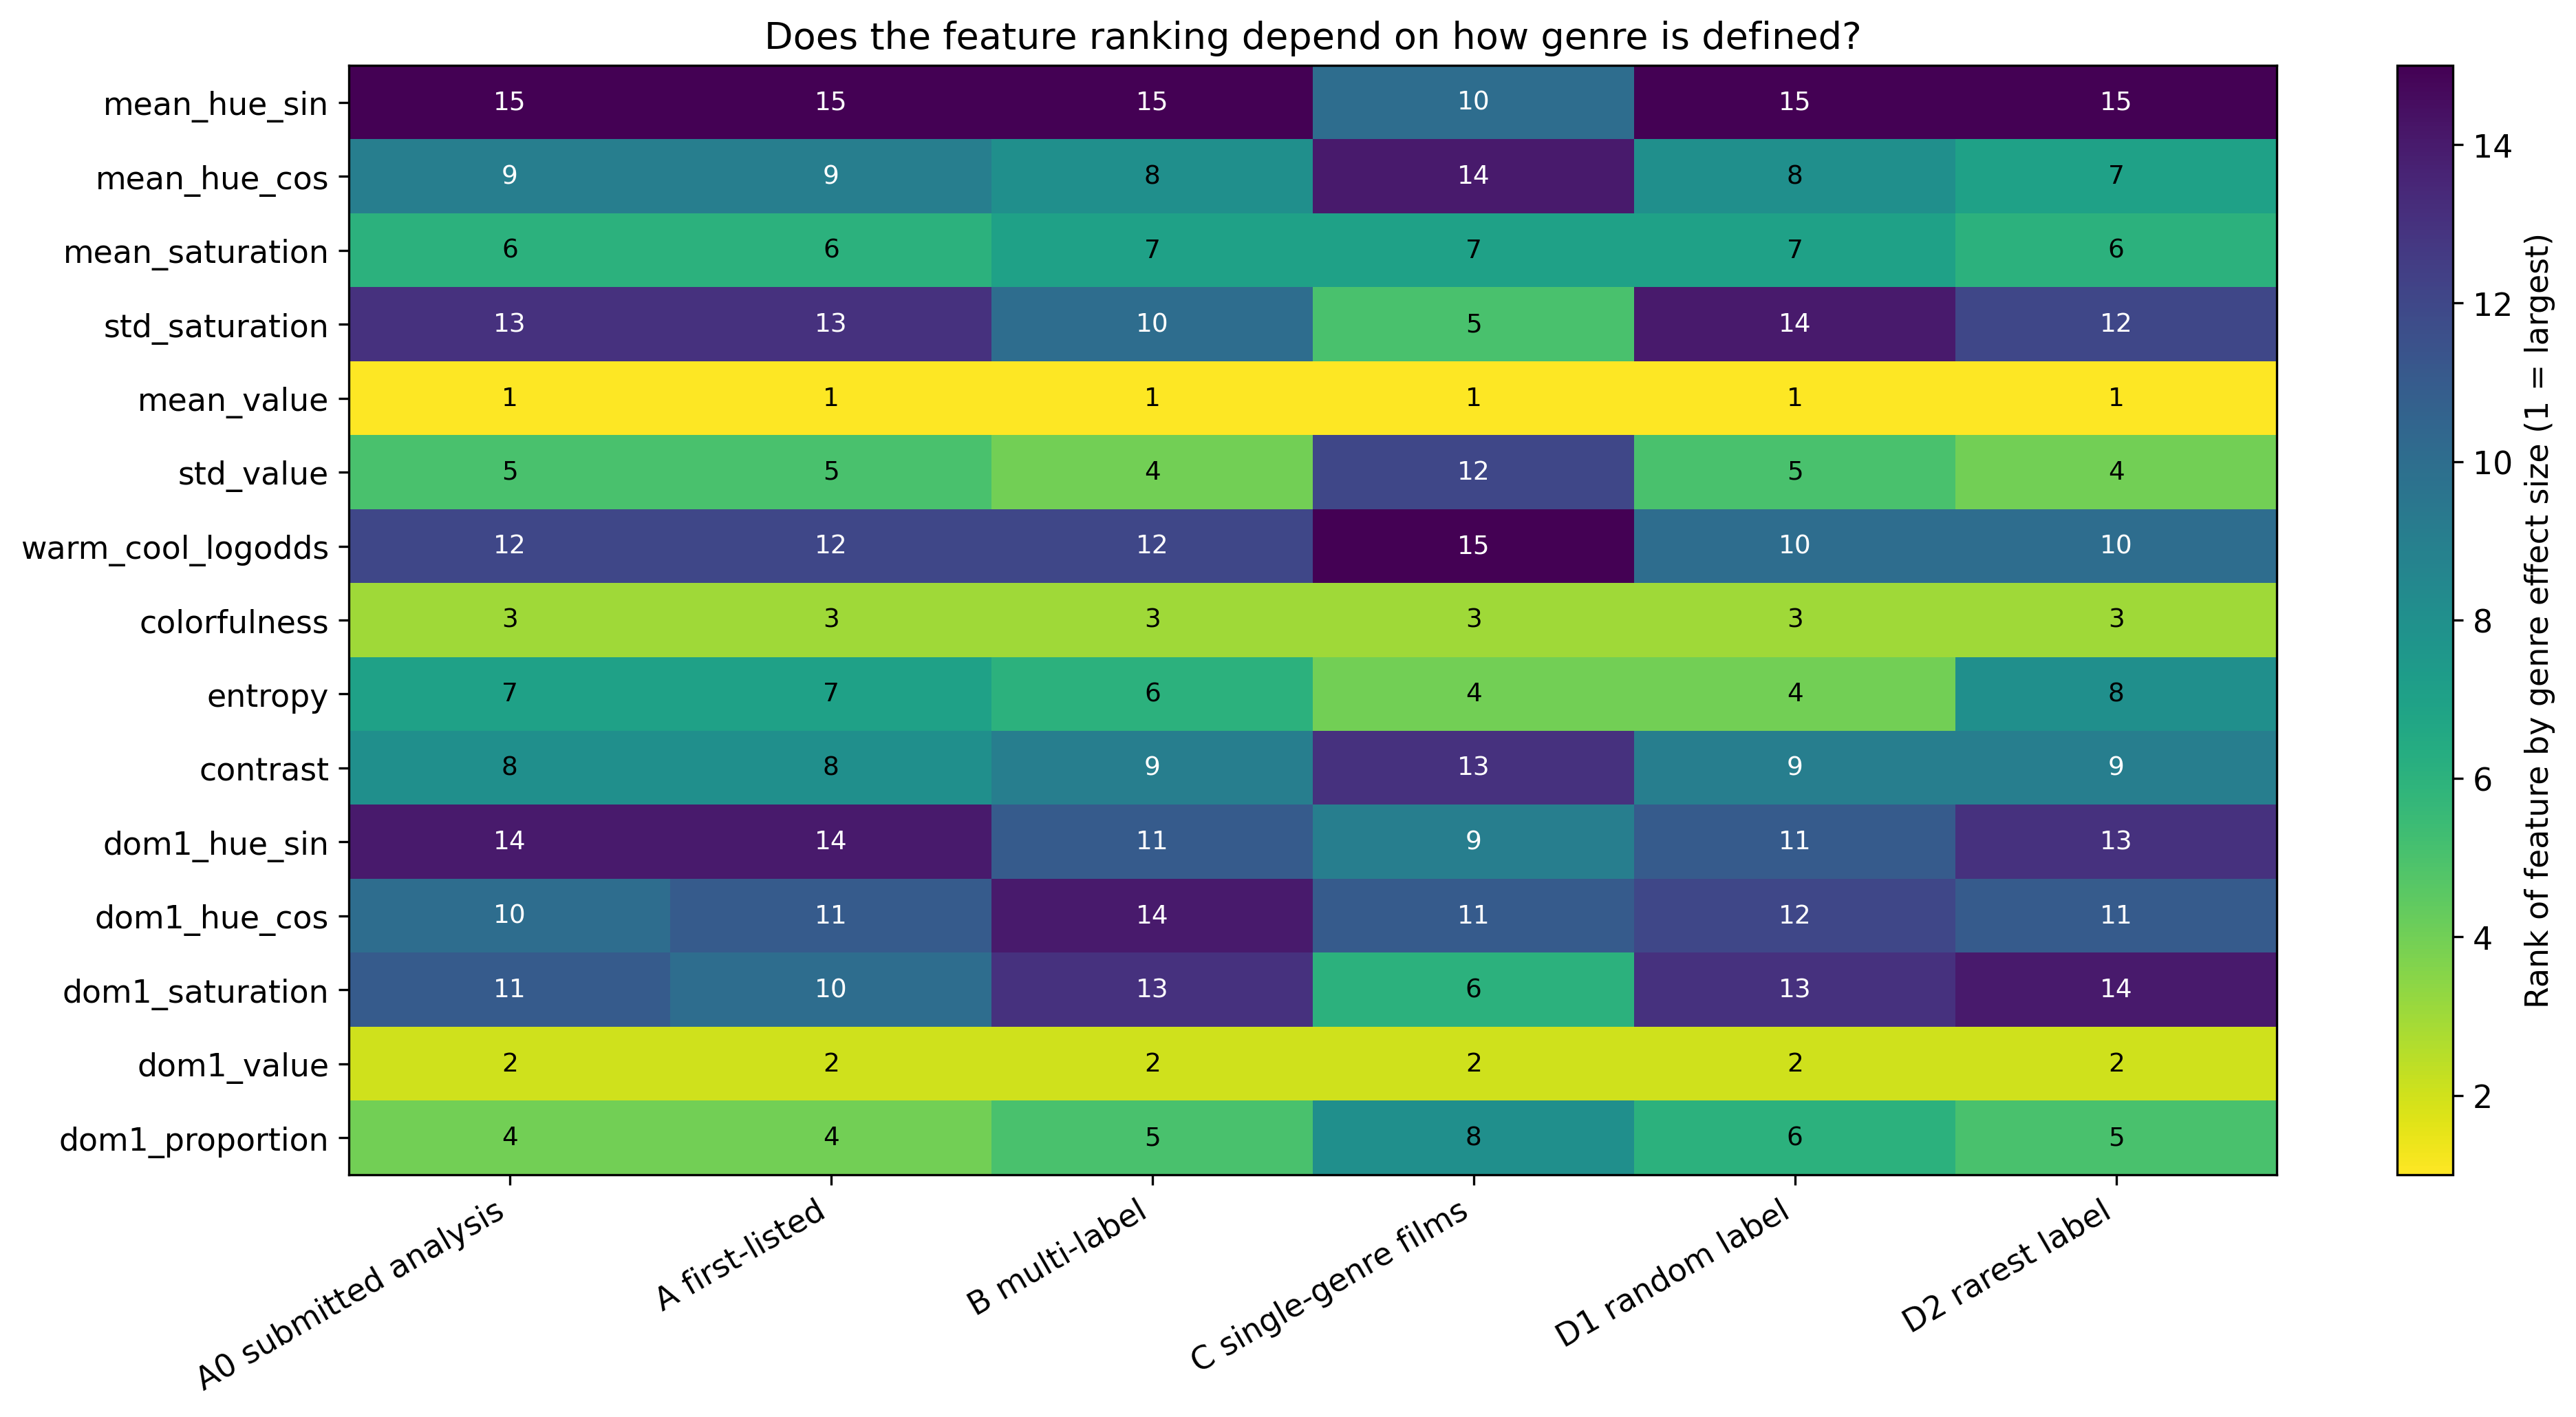 Does the feature ranking depend on how genre is defined?
mean_hue_sin 15 15 15 10 15 15
mean_hue_cos 9 9 8 14 8 7
mean_saturation 6 6 7 7 7 6
std_saturation 13 13 10 5 14 12
mean_value 1 1 1 1 1 1
std_value 5 5 4 12 5 4
warm_cool_logodds 12 12 12 15 10 10
colorfulness 3 3 3 3 3 3
entropy 7 7 6 4 4 8
contrast 8 8 9 13 9 9
dom1_hue_sin 14 14 11 9 11 13
dom1_hue_cos 10 11 14 11 12 11
dom1_saturation 11 10 13 6 13 14
dom1_value 2 2 2 2 2 2
dom1_proportion 4 4 5 8 6 5
A0 submitted analysis
A first-listed
B multi-label
C single-genre films
D1 random label
D2 rarest label
14
12
10
8
6
4
2
Rank of feature by genre effect size (1 = largest)